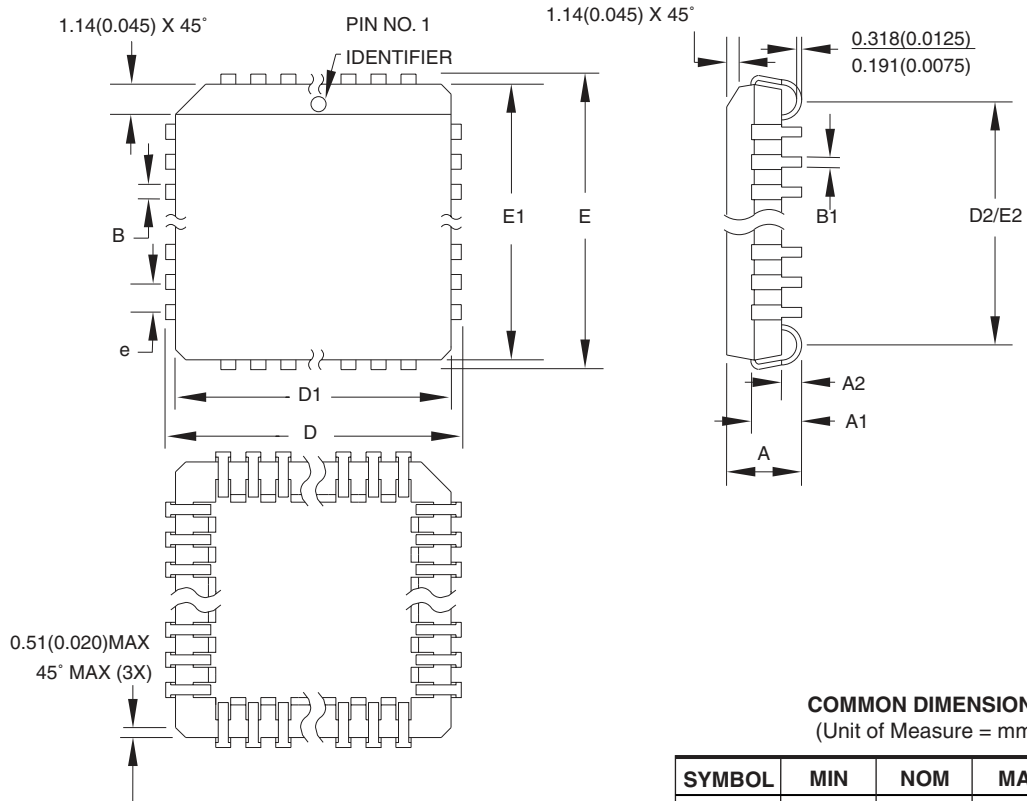 1.14(0.045) X 45˚
PIN NO. 1
IDENTIFIER
1.14(0.045) X 45˚
0.318(0.0125)
0.191(0.0075)
E1
E
B
e
B1
D2/E2
D1
D
A2
A1
A
0.51(0.020)MAX
45˚ MAX (3X)
COMMON DIMENSION
(Unit of Measure = mm
SYMBOL MIN NOM MA